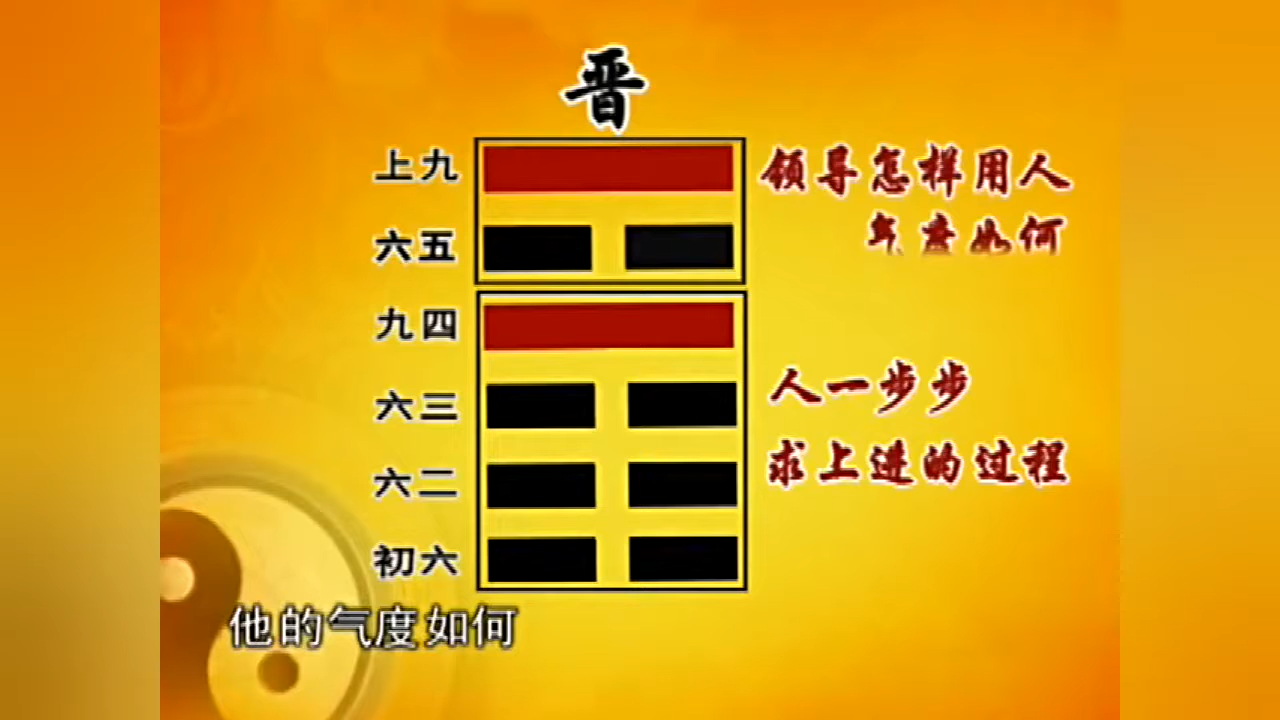 晋
上九
领导怎样用人
气度如何
六五
九四
六三
人一步步
求上进的过程
六二
初六
他的气度如何